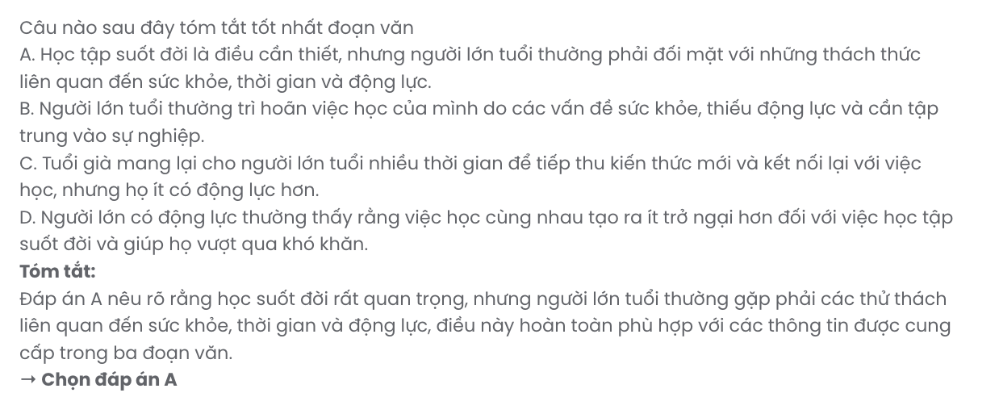 Câu nào sau đây tóm tắt tốt nhất đoạn văn
A. Học tập suốt đời là điều cần thiết, nhưng người lớn tuổi thường phải đối mặt với những thách thức
liên quan đến sức khỏe, thời gian và động lực.
B. Người lớn tuổi thường trì hoãn việc học của mình do các vấn đề sức khỏe, thiếu động lực và cần tập
trung vào sự nghiệp.
C. Tuổi già mang lại cho người lớn tuổi nhiều thời gian để tiếp thu kiến thức mới và kết nối lại với việc
học, nhưng họ ít có động lực hơn.
D. Người lớn có động lực thường thấy rằng việc học cùng nhau tạo ra ít trở ngại hơn đối với việc học tập
suốt đời và giúp họ vượt qua khó khăn.
Tóm tắt:
Đáp án A nêu rõ rằng học suốt đời rất quan trọng, nhưng người lớn tuổi thường gặp phải các thử thách
liên quan đến sức khỏe, thời gian và động lực, điều này hoàn toàn phù hợp với các thông tin được cung
cấp trong ba đoạn văn.
→ Chọn đáp án A